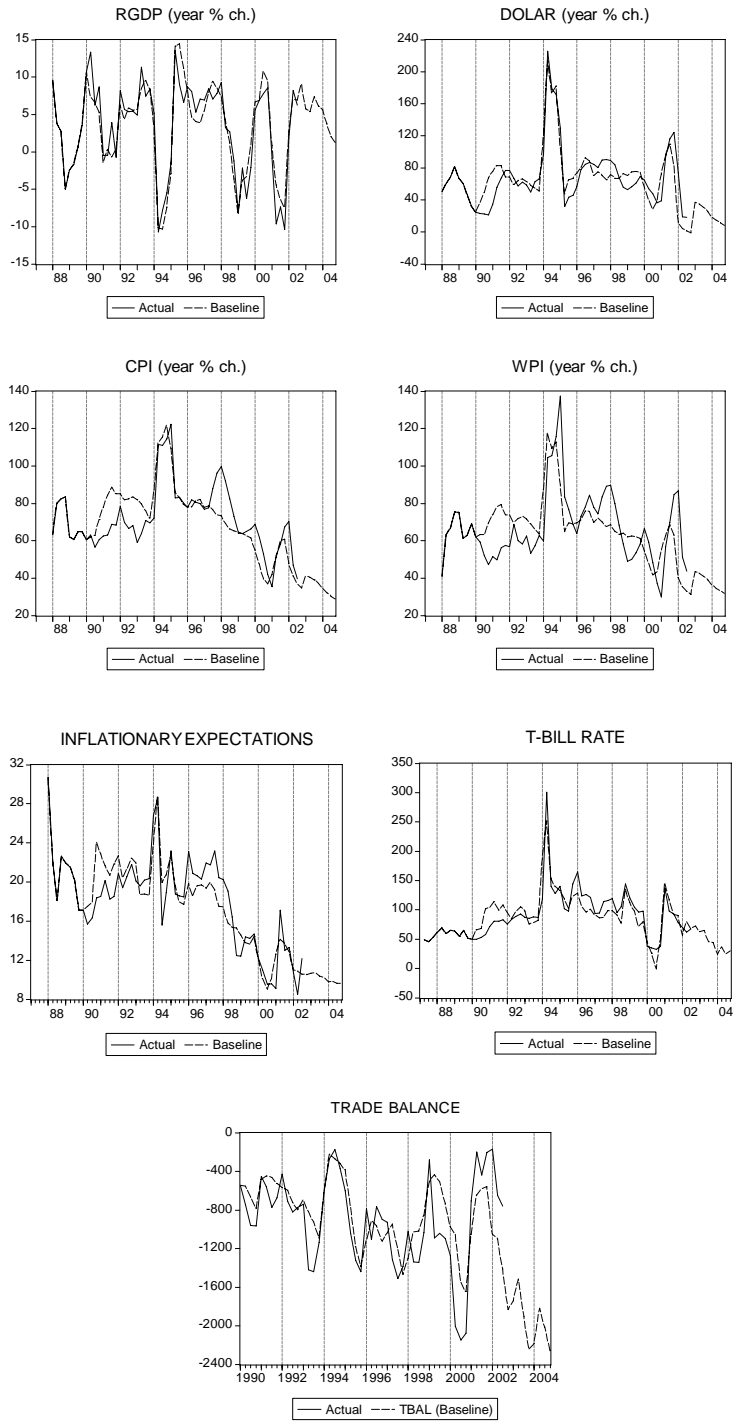 RGDP (year % ch.)
15
10
5
0
-5
-10
-15
88 90 92 94 96 98 00 02 04
Actual Baseline
DOLAR (year % ch.)
240
200
160
120
80
40
0
-40
88 90 92 94 96 98 00 02 04
Actual Baseline
CPI (year % ch.)
140
120
100
80
60
40
20
88 90 92 94 96 98 00 02 04
Actual Baseline
WPI (year % ch.)
140
120
100
80
60
40
20
88 90 92 94 96 98 00 02 04
Actual Baseline
INFLATIONARY EXPECTATIONS
32
28
24
20
16
12
8
88 90 92 94 96 98 00 02 04
Actual Baseline
T-BILL RATE
350
300
250
200
150
100
50
0
-50
88 90 92 94 96 98 00 02 04
Actual Baseline
TRADE BALANCE
0
-400
-800
-1200
-1600
-2000
-2400
1990 1992 1994 1996 1998 2000 2002 2004
Actual TBAL (Baseline)